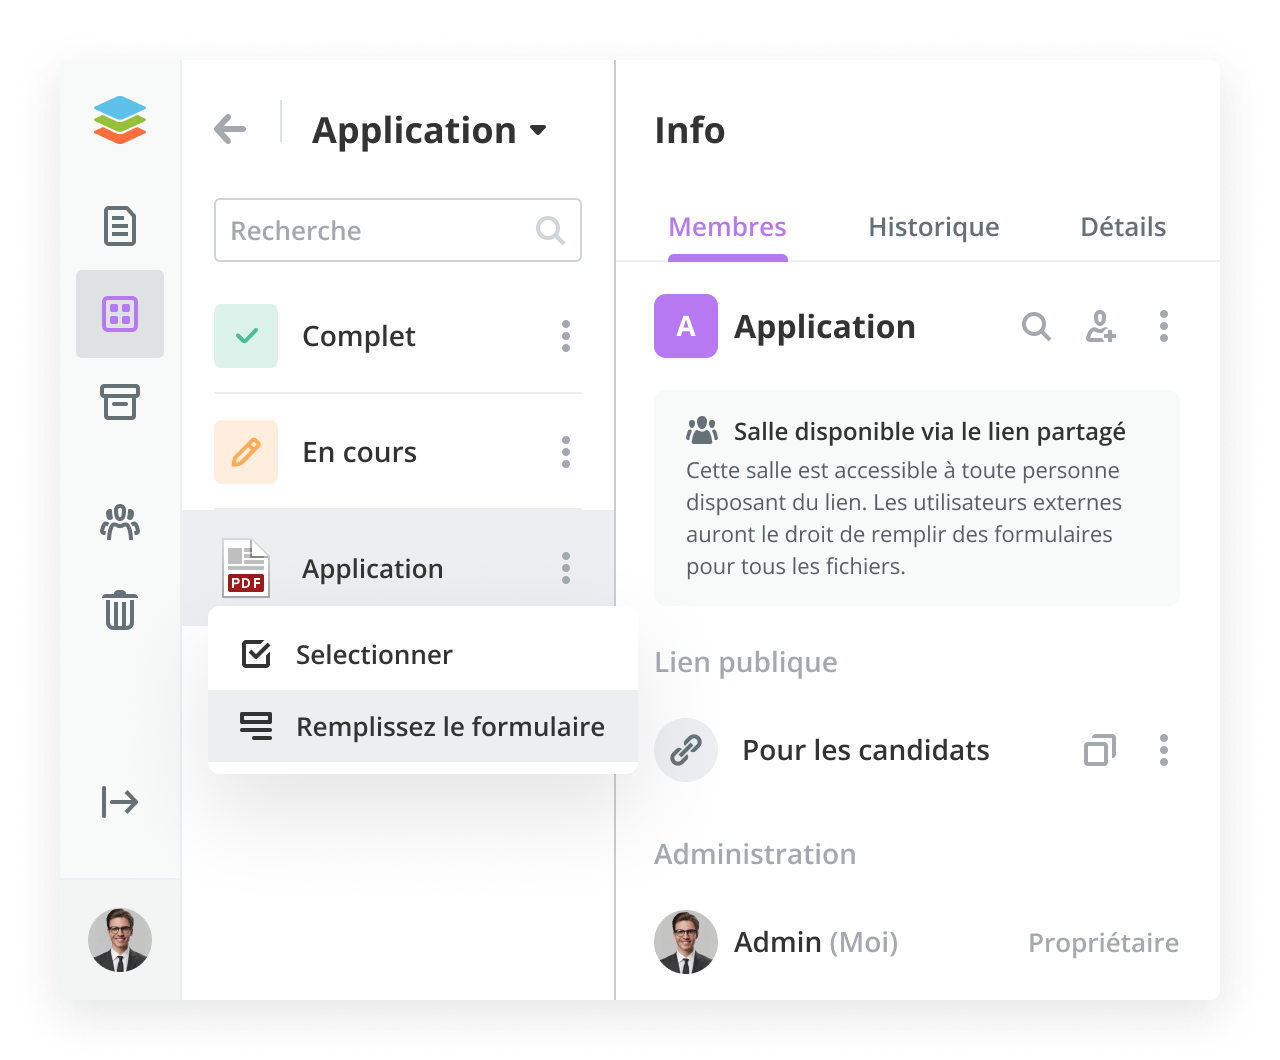 Application
Recherche
Complet
En cours
PDF
Application
Selectionner
Remplissez le formulaire
Info
Membres
Historique
Détails
A
Application
Salle disponible via le lien partagé
Cette salle est accessible à toute personne
disposant du lien. Les utilisateurs externes
auront le droit de remplir des formulaires
pour tous les fichiers.
Lien publique
Pour les candidats
Administration
Admin (Moi)
Propriétaire